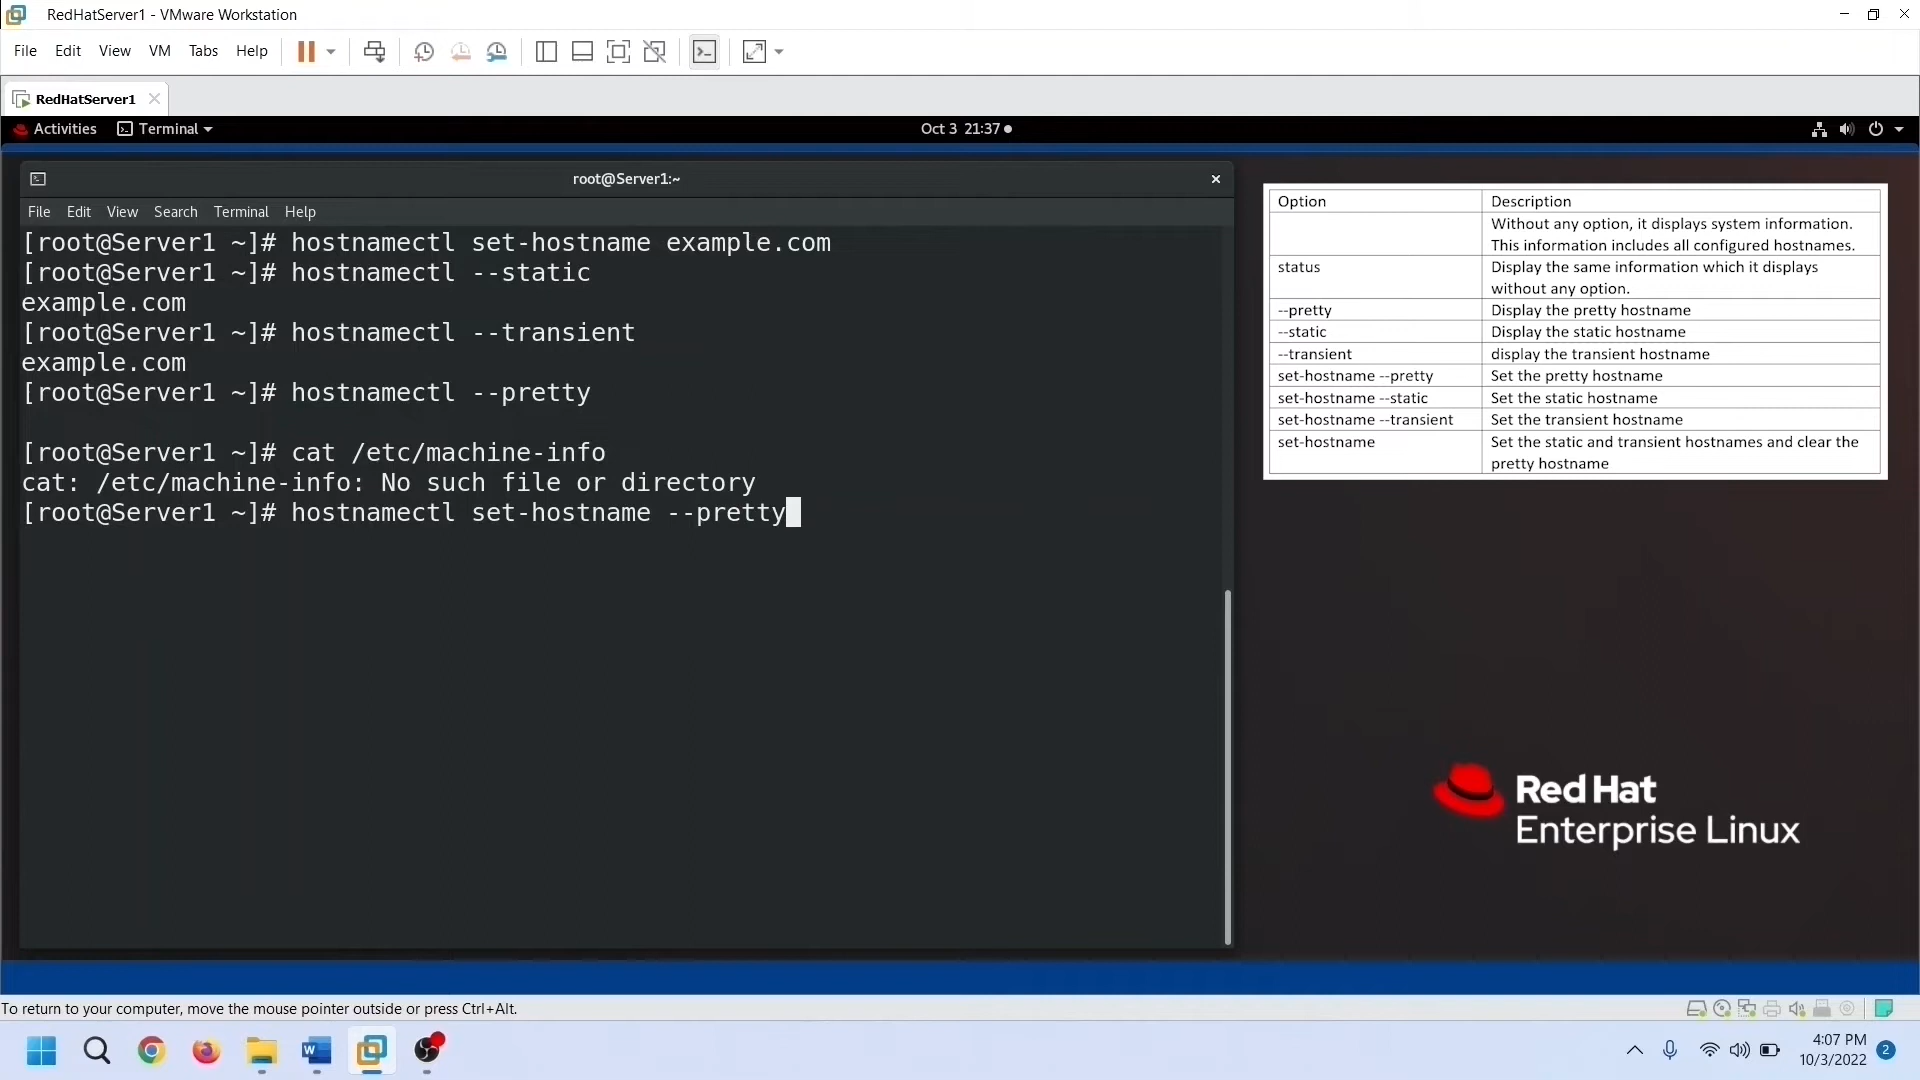 RedHatServer1 - VMware Workstation
File Edit View VM Tabs Help
RedHatServer1
Activities Terminal Oct 3 21:37
root@Server1:~
File Edit View Search Terminal Help
[root@Server1 ~]# hostnamectl set-hostname example.com
[root@Server1 ~]# hostnamectl --static
example.com
[root@Server1 ~]# hostnamectl --transient
example.com
[root@Server1 ~]# hostnamectl --pretty
[root@Server1 ~]# cat /etc/machine-info
cat: /etc/machine-info: No such file or directory
[root@Server1 ~]# hostnamectl set-hostname --pretty
Option Description
Without any option, it displays system information.
This information includes all configured hostnames.
status Display the same information which it displays
without any option.
--pretty Display the pretty hostname
--static Display the static hostname
--transient display the transient hostname
set-hostname --pretty Set the pretty hostname
set-hostname --static Set the static hostname
set-hostname --transient Set the transient hostname
set-hostname Set the static and transient hostnames and clear the
pretty hostname
Red Hat
Enterprise Linux
To return to your computer, move the mouse pointer outside or press Ctrl+Alt.
W
4:07 PM
10/3/2022
2